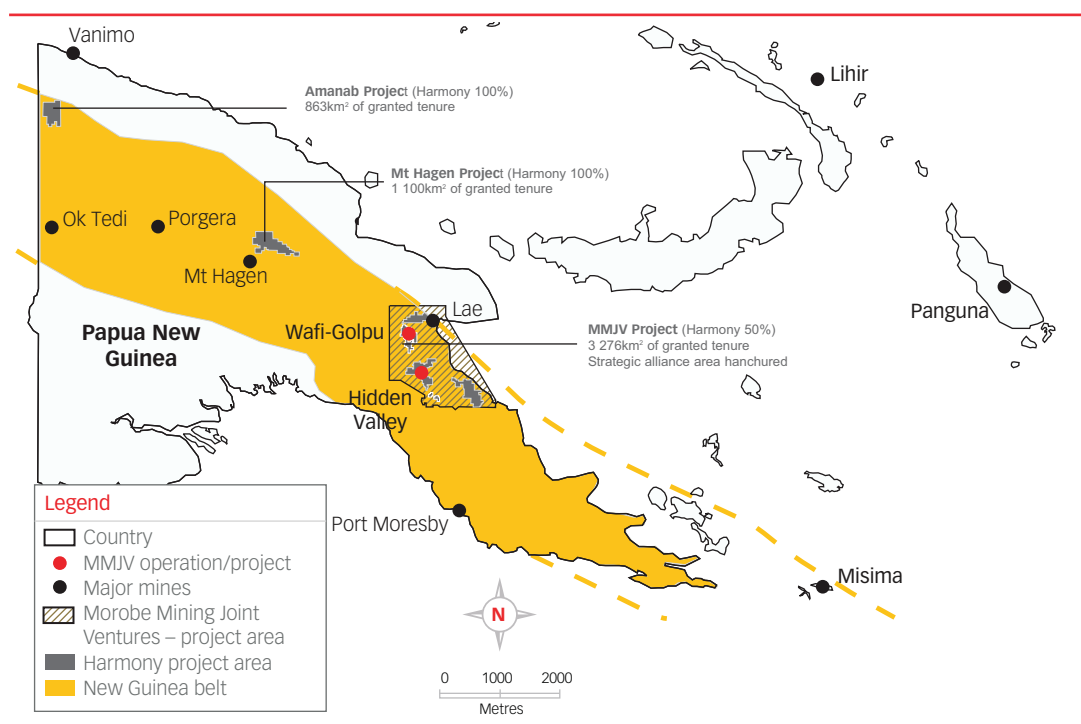 Vanimo
Lihir
Amanab Project (Harmony 100%)
863km² of granted tenure
Mt Hagen Project (Harmony 100%)
1 100km² of granted tenure
Ok Tedi
Porgera
Mt Hagen
Panguna
Lae
Wafi-Golpu
Papua New
Guinea
MMJV Project (Harmony 50%)
3 276km² of granted tenure
Strategic alliance area hanchured
Hidden
Valley
Port Moresby
Misima
Legend
Country
MMJV operation/project
Major mines
Morobe Mining Joint
Ventures – project area
Harmony project area
New Guinea belt
N
0 1000 2000
Metres